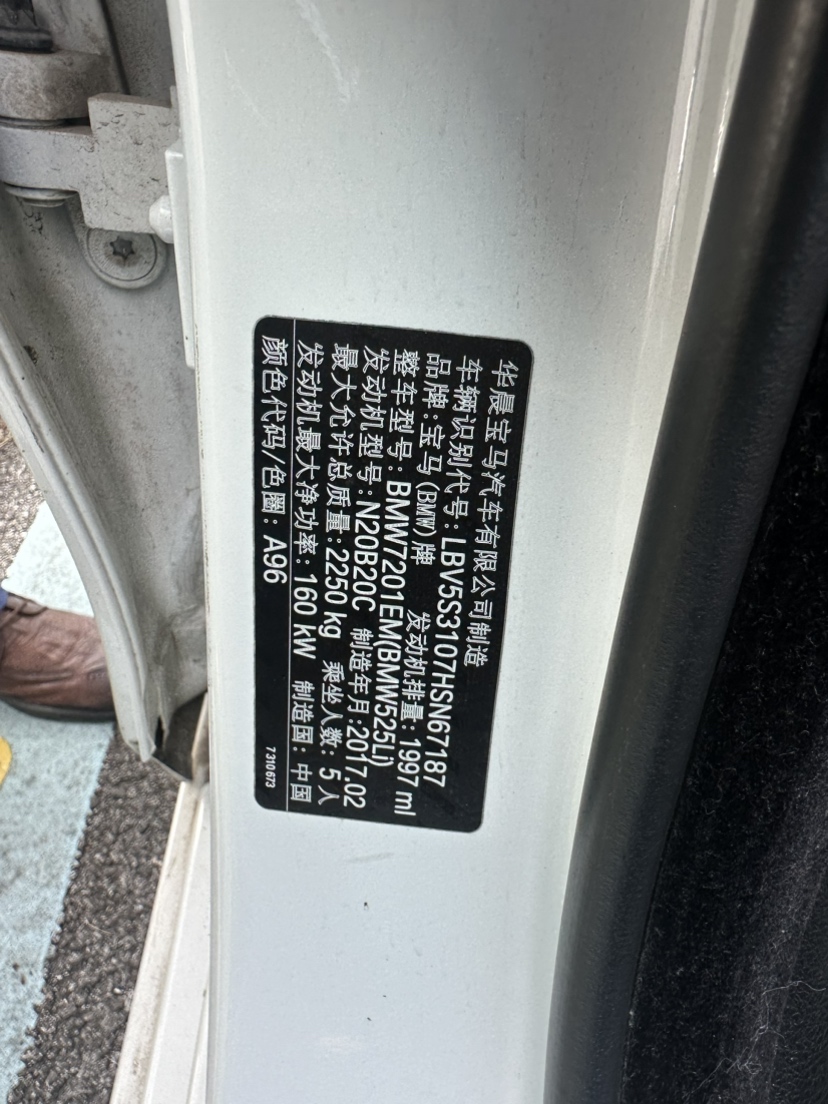 华晨宝马汽车有限公司制造
车辆识别代号: LBV5S3107HSN67187
品牌:宝马(BMW)牌 发动机排量: 1997 ml
整车型号: BMW7201EM(BMW525Li)
发动机型号: N20B20C 制造年月:2017.02
最大允许总质量: 2250 kg 乘坐人数: 5人
发动机最大净功率: 160 kW 制造国: 中国
颜色代码/色圈: A96 7 310 673